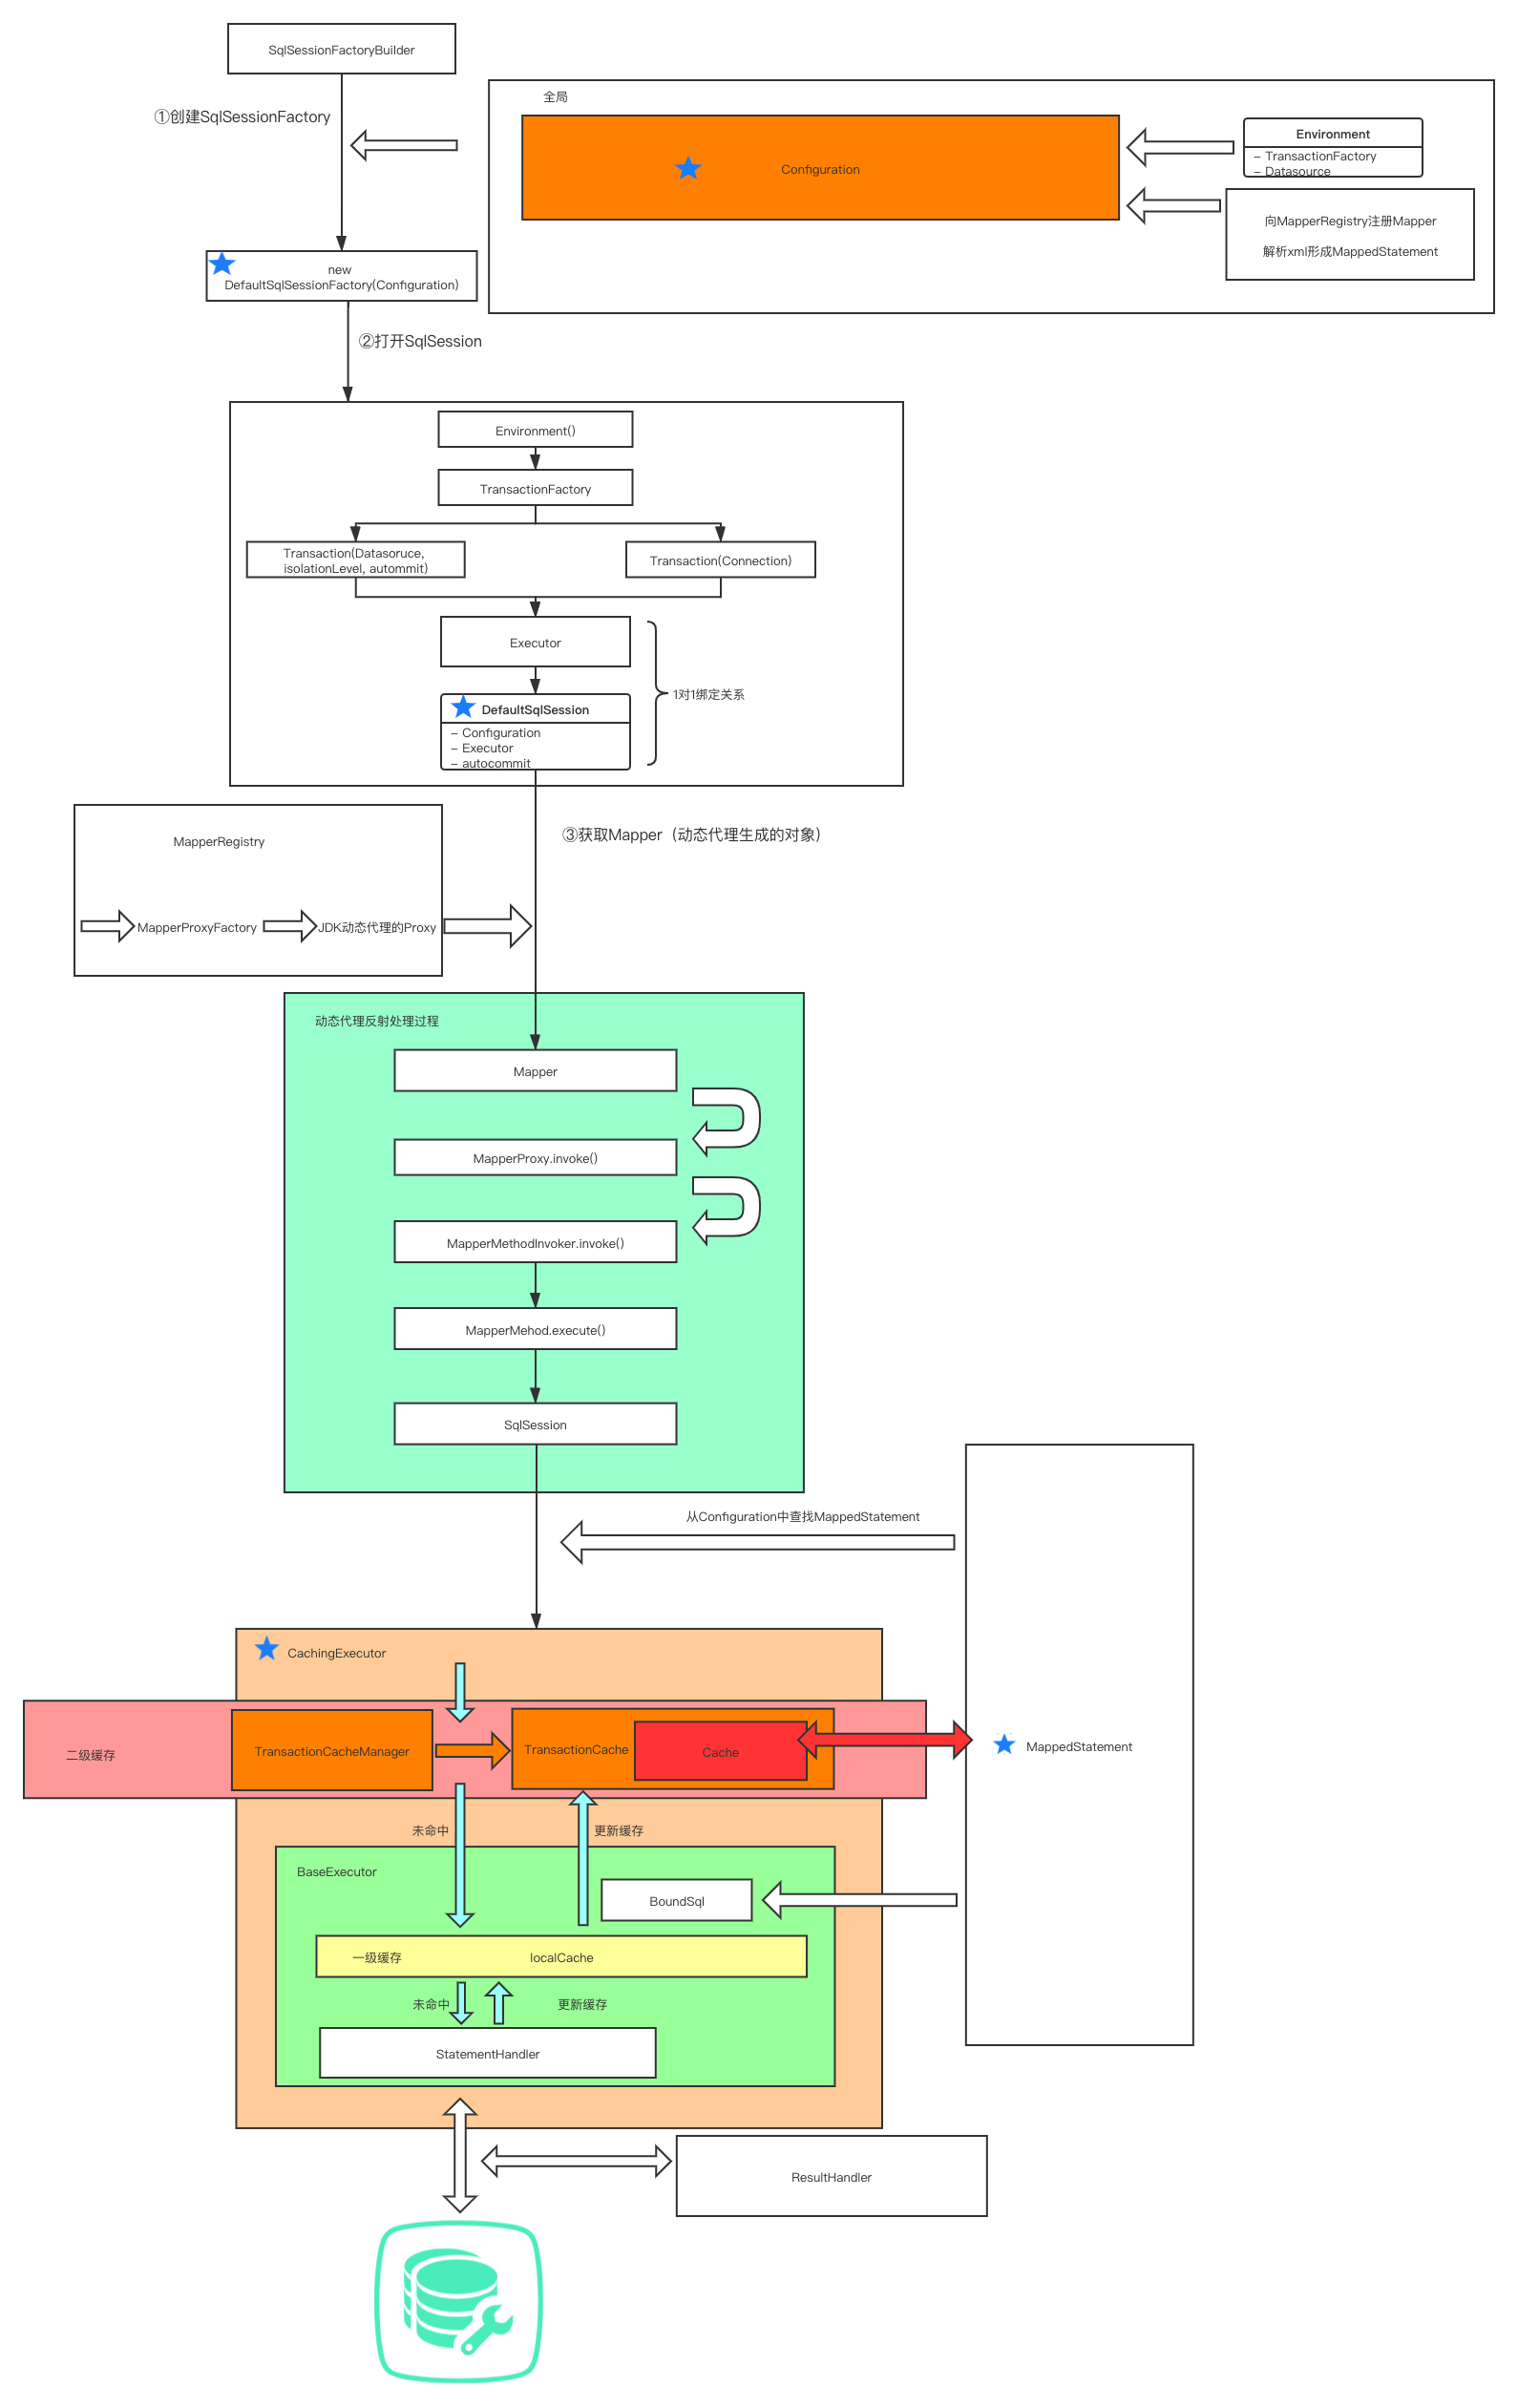 SqlSessionFactoryBuilder
①创建SqlSessionFactory
全局
Configuration
Environment
– TransactionFactory
– Datasource
向MapperRegistry注册Mapper
解析xml形成MappedStatement
new
DefaultSqlSessionFactory(Configuration)
②打开SqlSession
Environment()
TransactionFactory
Transaction(Datasoruce,
isolationLevel, autommit)
Transaction(Connection)
Executor
1对1绑定关系
DefaultSqlSession
– Configuration
– Executor
– autocommit
③获取Mapper（动态代理生成的对象）
MapperRegistry
MapperProxyFactory
JDK动态代理的Proxy
动态代理反射处理过程
Mapper
MapperProxy.invoke()
MapperMethodInvoker.invoke()
MapperMehod.execute()
SqlSession
从Configuration中查找MappedStatement
CachingExecutor
二级缓存
TransactionCacheManager
TransactionCache
Cache
MappedStatement
未命中
更新缓存
BaseExecutor
BoundSql
一级缓存
localCache
未命中
更新缓存
StatementHandler
ResultHandler